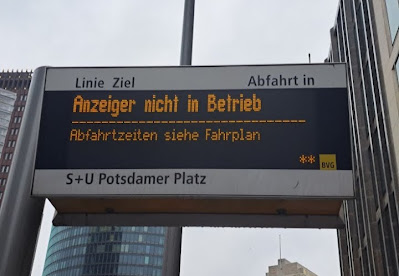 Linie Ziel Abfahrt in
Anzeiger nicht in Betrieb
------------------------------
Abfahrtzeiten siehe Fahrplan
** BVG
S+U Potsdamer Platz